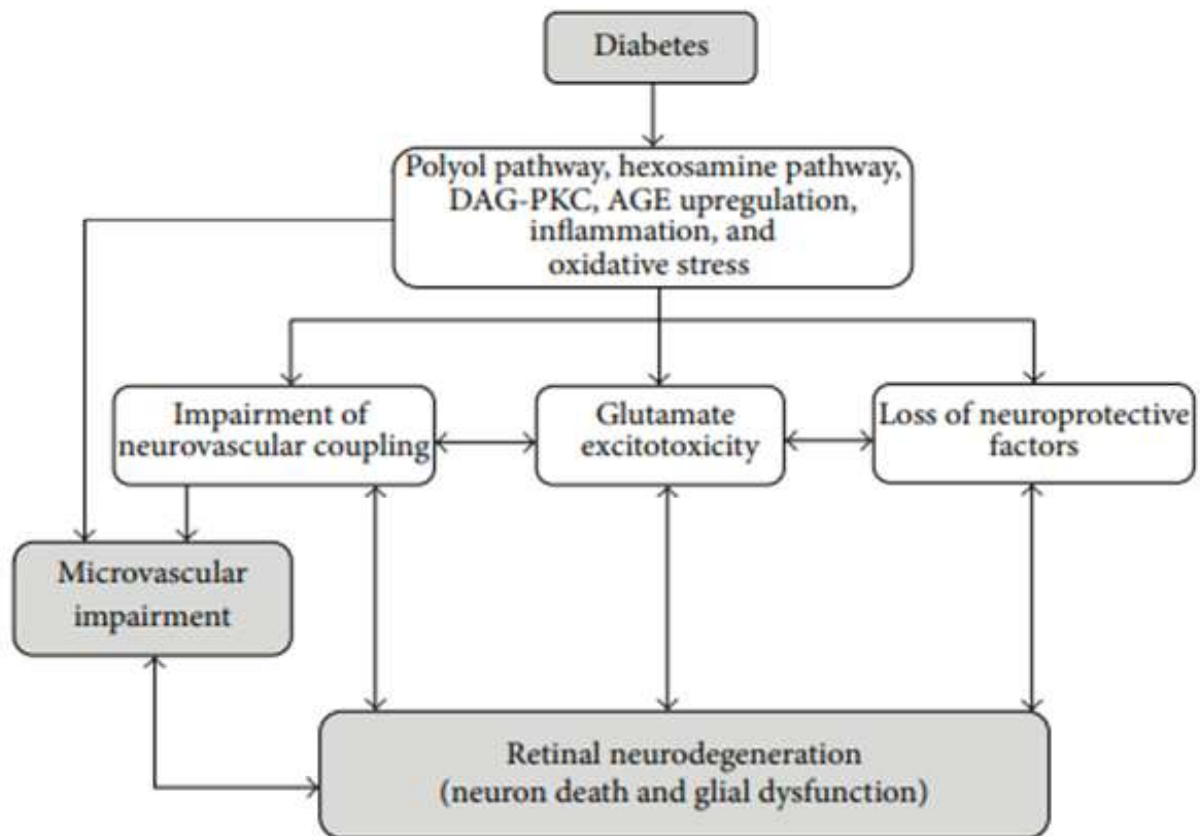 Diabetes
Polyol pathway, hexosamine pathway,
DAG-PKC, AGE upregulation,
inflammation, and
oxidative stress
Impairment of
neurovascular coupling
Glutamate
excitotoxicity
Loss of neuroprotective
factors
Microvascular
impairment
Retinal neurodegeneration
(neuron death and glial dysfunction)